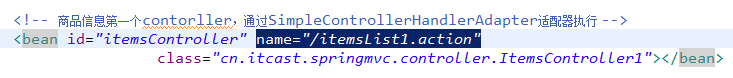 <!-- 商品信息第一个contorller，通过SimpleControllerHandlerAdapter适配器执行 -->
<bean id="itemsController" name="/itemsList1.action"
class="cn.itcast.springmvc.controller.ItemsController1"></bean>